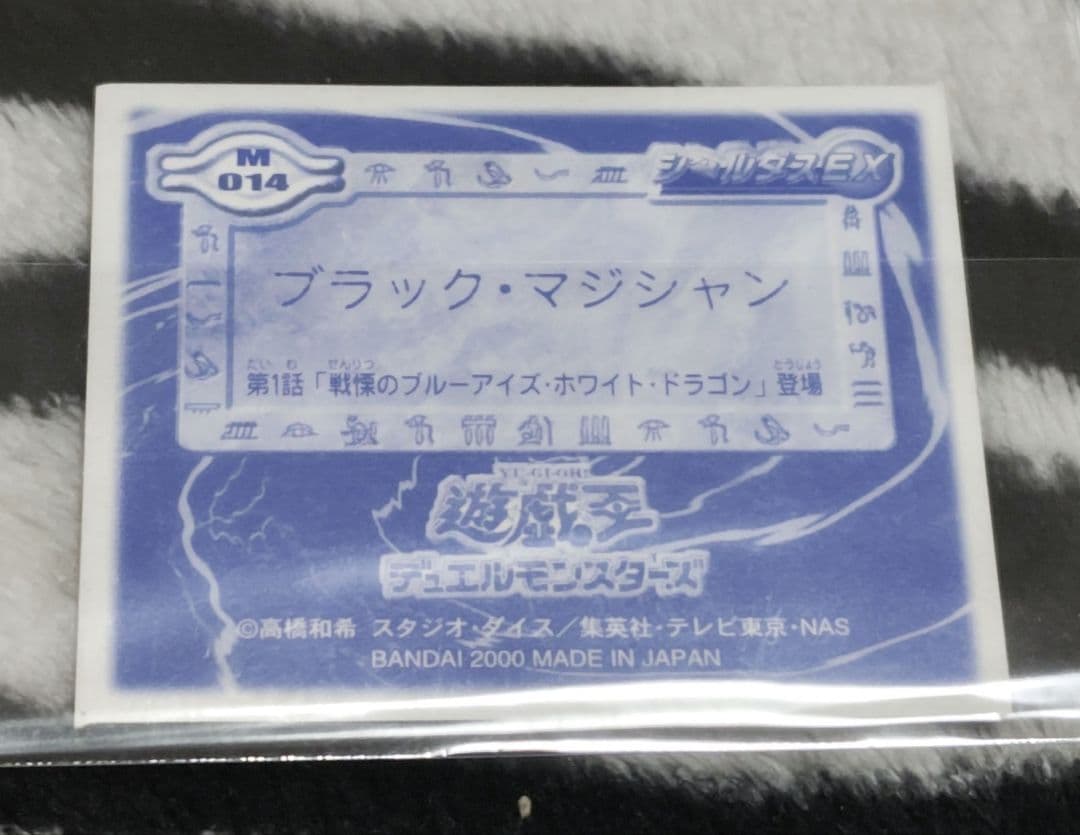 M
014
シールダスEX
ブラック・マジシャン
だい わ せんりつ とうじょう
第1話「戦慄のブルーアイズ・ホワイト・ドラゴン」登場
YU-GI-OH!
遊戯王
デュエルモンスターズ
©高橋和希 スタジオ・ダイス／集英社・テレビ東京・NAS
BANDAI 2000 MADE IN JAPAN